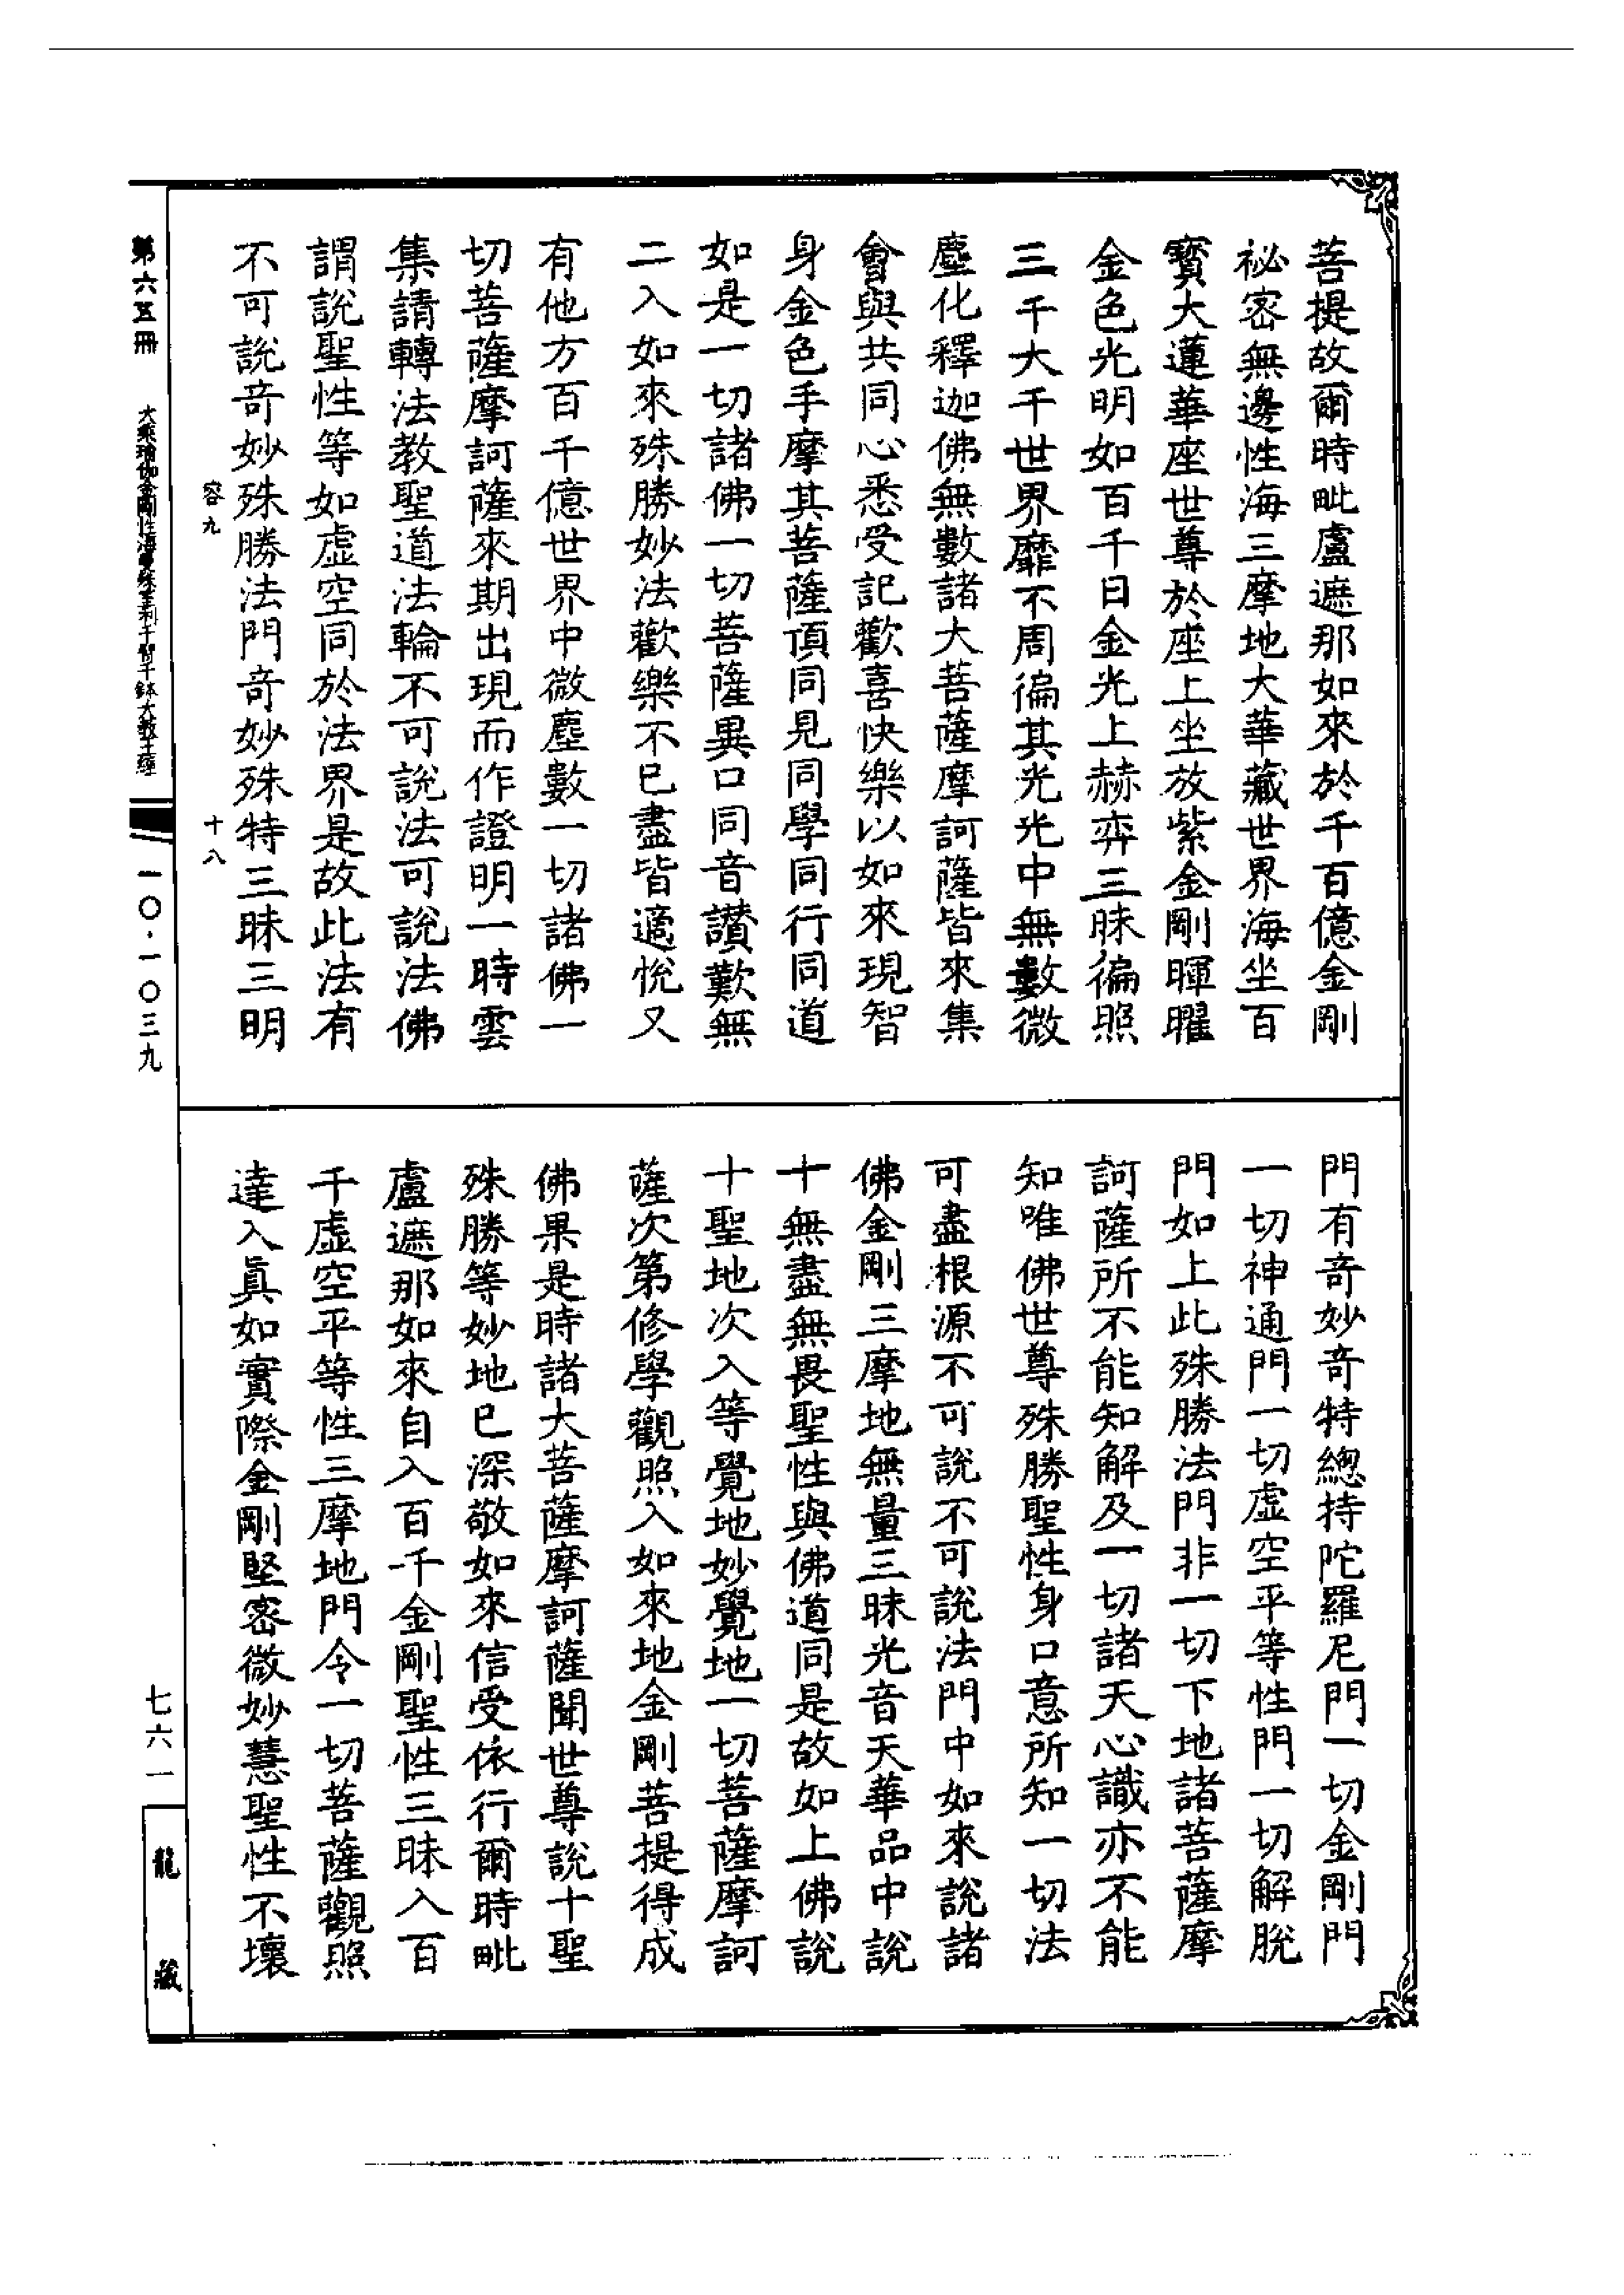 菩提故爾時毗盧遮那如來於千百億金剛
祕密無邊性海三摩地大華藏世界海坐百
寳大蓮華座世尊於座上坐放紫金剛暉曜
金色光明如百千日金光上赫弈三昧徧照
三千大千世界靡不周徧其光光中無數微
塵化釋迦佛無數諸大菩薩摩訶薩皆來集
會與共同心悉受記歡喜快樂以如來現智
身金色手摩其菩薩頂同見同學同行同道
如是一切諸佛一切菩薩異口同音讃歎無
二入如來殊勝妙法歡樂不已盡皆適悅又
有他方百千億世界中微塵數一切諸佛一
切菩薩摩訶薩來期出現而作證明一時雲
集請轉法教聖道法輪不可說法可說法佛
謂說聖性等如虛空同於法界是故此法有
不可說奇妙殊勝法門奇妙殊特三昧三明
容九
十八
門有奇妙奇特總持陀羅尼門一切金剛門
一切神通門一切虛空平等性門一切解脫
門如上此殊勝法門非一切下地諸菩薩摩
訶薩所不能知解及一切諸天心識亦不能
知唯佛世尊殊勝聖性身口意所知一切法
可盡根源不可說不可說法門中如來說諸
佛金剛三摩地無量三昧光音天華品中說
十無盡無畏聖性與佛道同是故如上佛說
十聖地次入等覺地妙覺地一切菩薩摩訶
薩次第修學觀照入如來地金剛菩提得成
佛果是時諸大菩薩摩訶薩聞世尊說十聖
殊勝等妙地已深敬如來信受依行爾時毗
盧遮那如來自入百千金剛聖性三昧入百
千虛空平等性三摩地門令一切菩薩觀照
達入眞如實際金剛堅密微妙慧聖性不壞
第六五冊
大乘瑜伽金剛性海曼殊室利千臂千鉢大教王經
一〇·一〇三九
七六一
龍藏